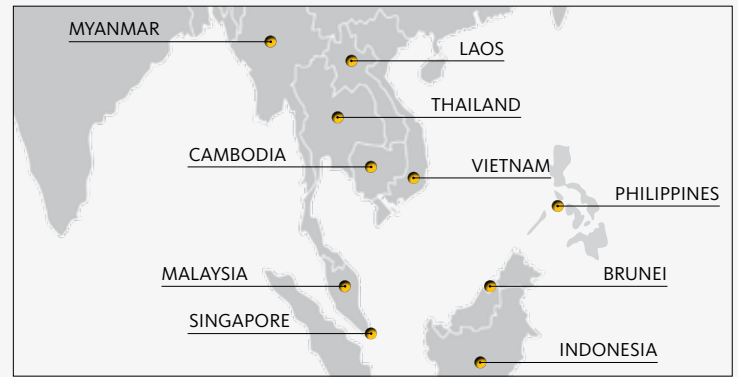 MYANMAR
LAOS
THAILAND
CAMBODIA
VIETNAM
PHILIPPINES
MALAYSIA
BRUNEI
SINGAPORE
INDONESIA